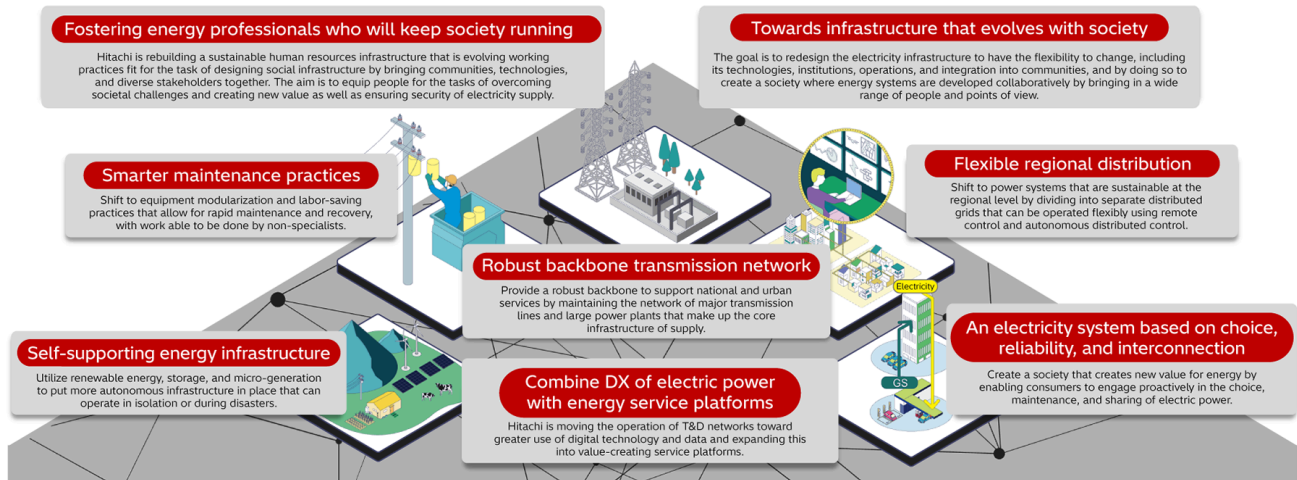 Fostering energy professionals who will keep society running
Hitachi is rebuilding a sustainable human resources infrastructure that is evolving working
practices fit for the task of designing social infrastructure by bringing communities, technologies,
and diverse stakeholders together. The aim is to equip people for the tasks of overcoming
societal challenges and creating new value as well as ensuring security of electricity supply.
Towards infrastructure that evolves with society
The goal is to redesign the electricity infrastructure to have the flexibility to change, including
its technologies, institutions, operations, and integration into communities, and by doing so to
create a society where energy systems are developed collaboratively by bringing in a wide
range of people and points of view.
Smarter maintenance practices
Shift to equipment modularization and labor-saving
practices that allow for rapid maintenance and recovery,
with work able to be done by non-specialists.
Flexible regional distribution
Shift to power systems that are sustainable at the
regional level by dividing into separate distributed
grids that can be operated flexibly using remote
control and autonomous distributed control.
Robust backbone transmission network
Provide a robust backbone to support national and urban
services by maintaining the network of major transmission
lines and large power plants that make up the core
infrastructure of supply.
Electricity
GS
Self-supporting energy infrastructure
Utilize renewable energy, storage, and micro-generation
to put more autonomous infrastructure in place that can
operate in isolation or during disasters.
Combine DX of electric power
with energy service platforms
Hitachi is moving the operation of T&D networks toward
greater use of digital technology and data and expanding this
into value-creating service platforms.
An electricity system based on choice,
reliability, and interconnection
Create a society that creates new value for energy by
enabling consumers to engage proactively in the choice,
maintenance, and sharing of electric power.